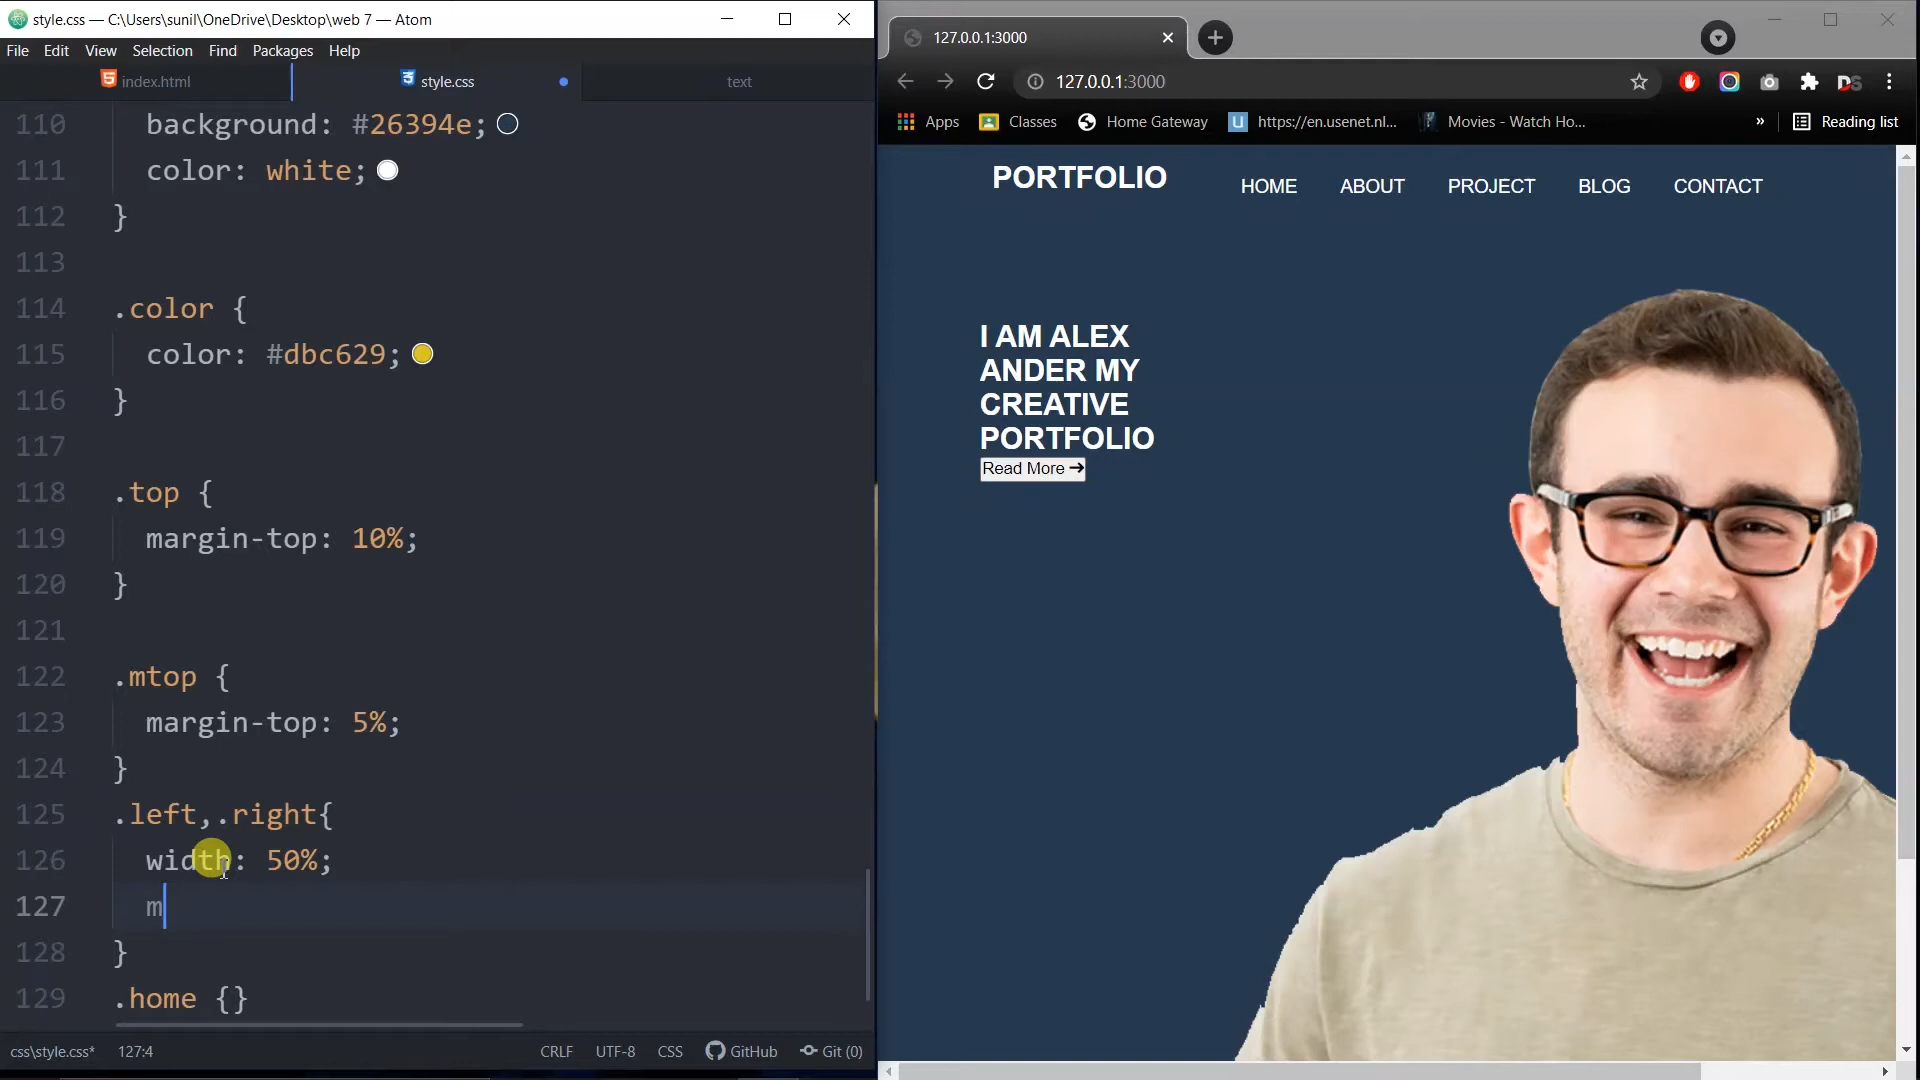 style.css — C:\Users\sunil\OneDrive\Desktop\web 7 — Atom
File Edit View Selection Find Packages Help
index.html style.css text
110 background: #26394e;
111 color: white;
112 }
113
114 .color {
115 color: #dbc629;
116 }
117
118 .top {
119 margin-top: 10%;
120 }
121
122 .mtop {
123 margin-top: 5%;
124 }
125 .left,.right{
126 width: 50%;
127 m
128 }
129 .home {}
css\style.css* 127:4 CRLF UTF-8 CSS GitHub Git (0)
127.0.0.1:3000
127.0.0.1:3000
Apps Classes Home Gateway https://en.usenet.nl... Movies - Watch Ho... » Reading list
PORTFOLIO HOME ABOUT PROJECT BLOG CONTACT
I AM ALEX
ANDER MY
CREATIVE
PORTFOLIO
Read More ➔